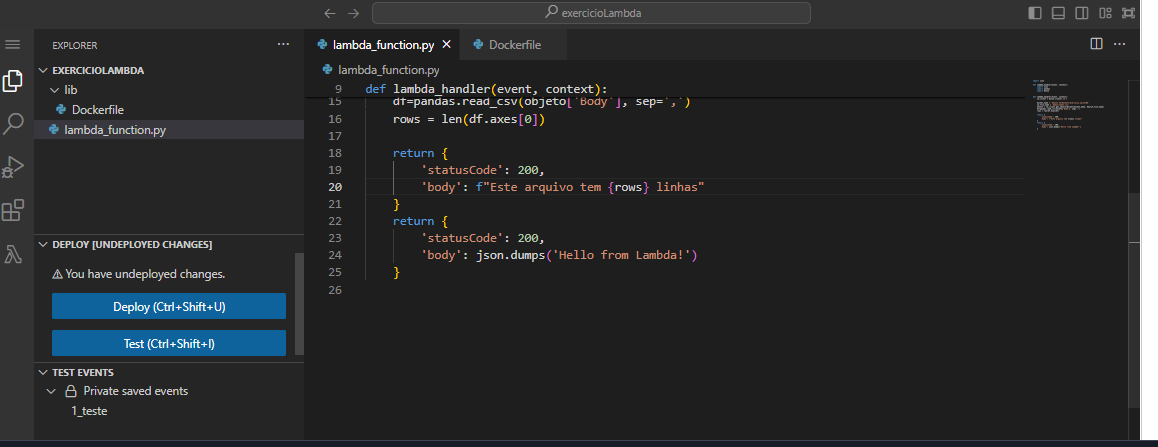 exercicioLambda
EXPLORER
EXERCICIOLAMBDA
lib
Dockerfile
lambda_function.py
DEPLOY [UNDEPLOYED CHANGES]
You have undeployed changes.
Deploy (Ctrl+Shift+U)
Test (Ctrl+Shift+I)
TEST EVENTS
Private saved events
1_teste
lambda_function.py Dockerfile
lambda_function.py
9 def lambda_handler(event, context):
15 df=pandas.read_csv(objeto['Body'], sep=',')
16 rows = len(df.axes[0])
17
18 return {
19 'statusCode': 200,
20 'body': f"Este arquivo tem {rows} linhas"
21 }
22 return {
23 'statusCode': 200,
24 'body': json.dumps('Hello from Lambda!')
25 }
26